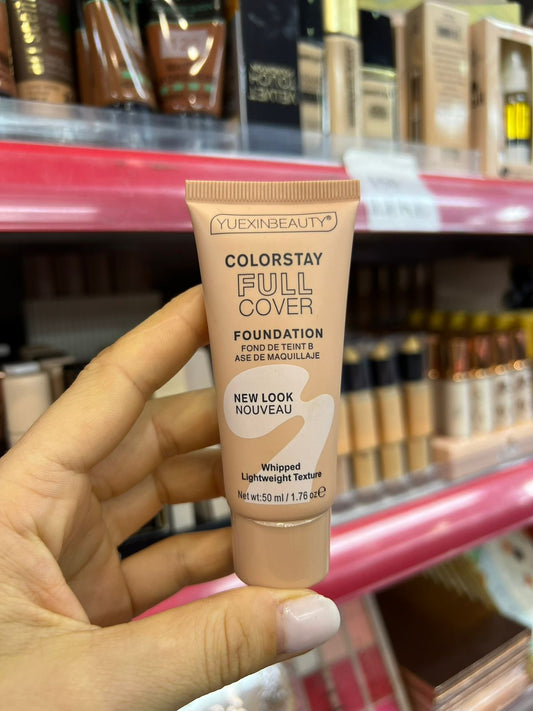 YUEXINBEAUTY®
COLORSTAY
FULL
COVER
FOUNDATION
FOND DE TEINT B
ASE DE MAQUILLAJE
NEW LOOK
NOUVEAU
Whipped
Lightweight Texture
Net wt:50 ml / 1.76 oz℮